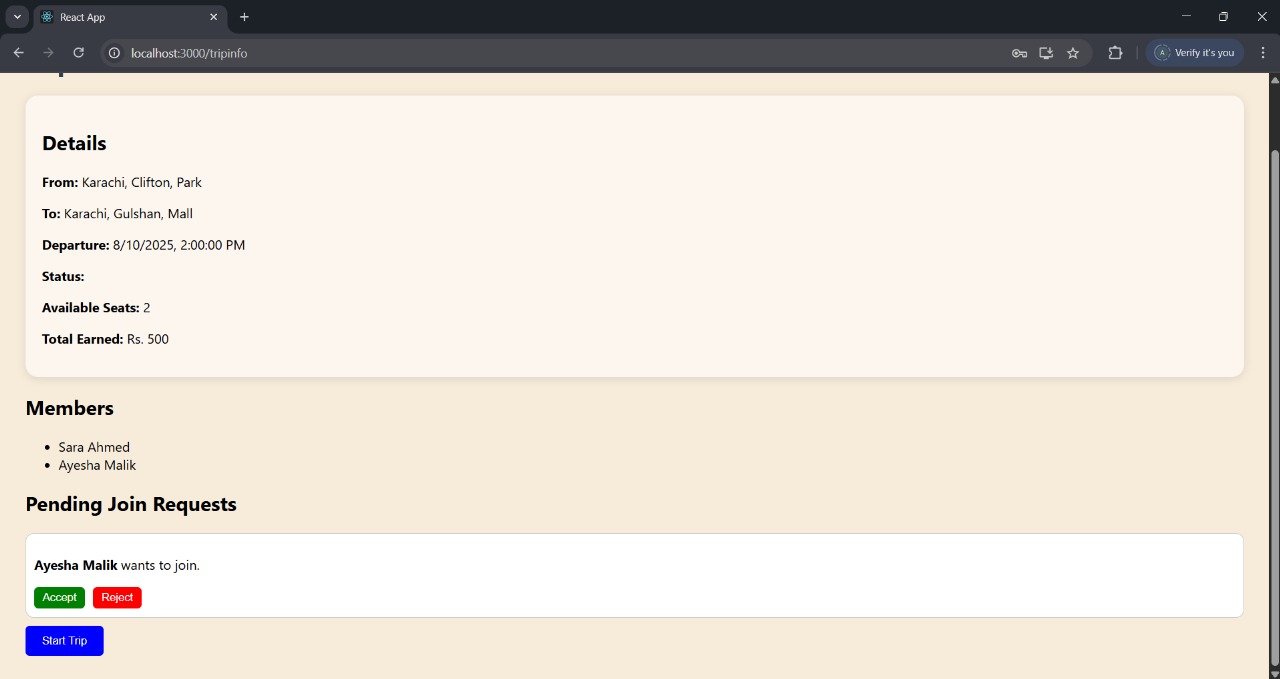 React App
localhost:3000/tripinfo
A Verify it's you
Details
From: Karachi, Clifton, Park
To: Karachi, Gulshan, Mall
Departure: 8/10/2025, 2:00:00 PM
Status:
Available Seats: 2
Total Earned: Rs. 500
Members
Sara Ahmed
Ayesha Malik
Pending Join Requests
Ayesha Malik wants to join.
Accept Reject
Start Trip